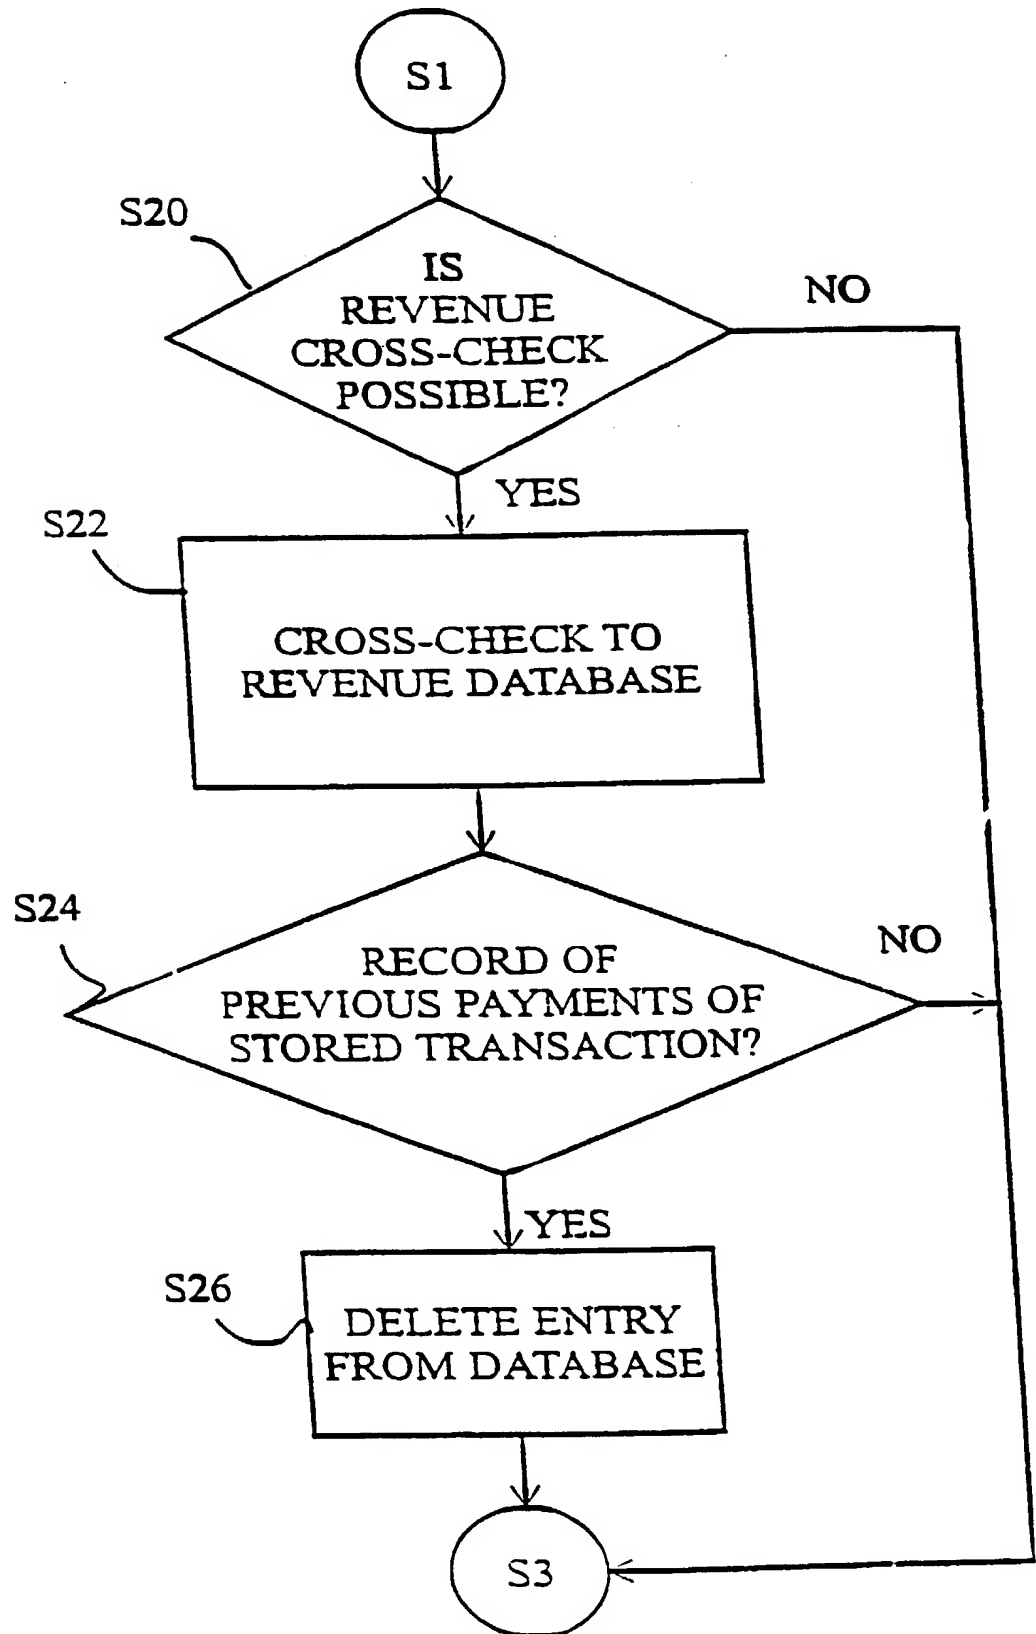 S1
S20
IS
REVENUE
CROSS-CHECK
POSSIBLE?
NO
YES
S22
CROSS-CHECK TO
REVENUE DATABASE
S24
RECORD OF
PREVIOUS PAYMENTS OF
STORED TRANSACTION?
NO
YES
S26
DELETE ENTRY
FROM DATABASE
S3